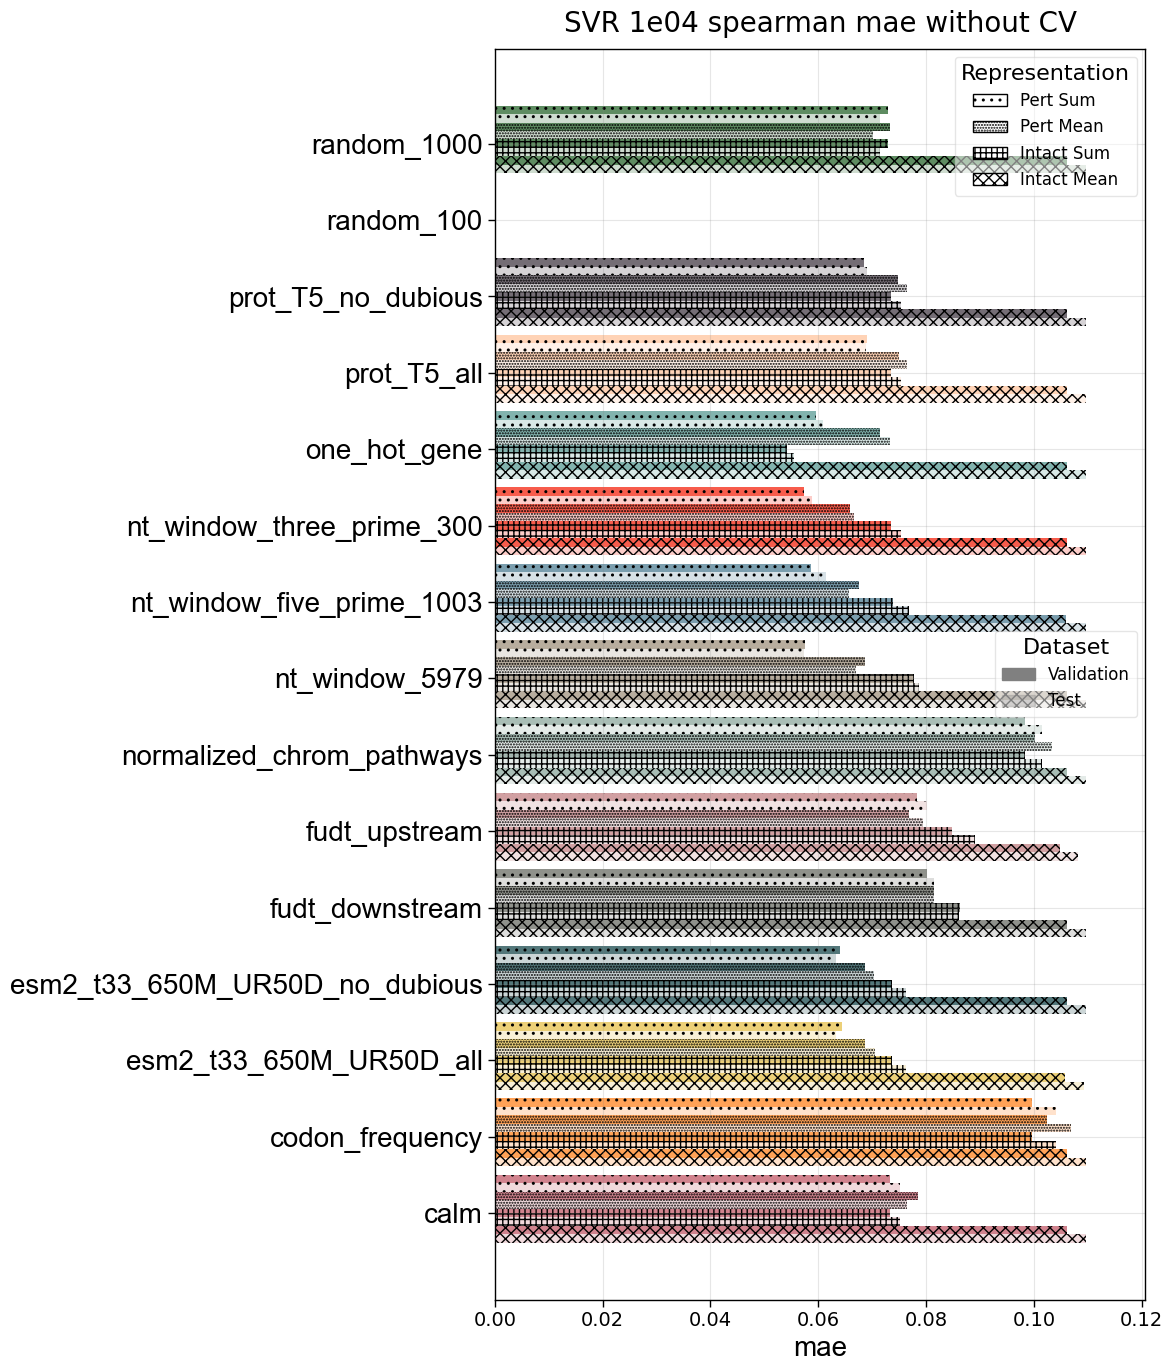 SVR 1e04 spearman mae without CV
Representation
Pert Sum
Pert Mean
Intact Sum
Intact Mean
random_1000
random_100
prot_T5_no_dubious
prot_T5_all
one_hot_gene
nt_window_three_prime_300
nt_window_five_prime_1003
nt_window_5979
Dataset
Validation
Test
normalized_chrom_pathways
fudt_upstream
fudt_downstream
esm2_t33_650M_UR50D_no_dubious
esm2_t33_650M_UR50D_all
codon_frequency
calm
0.00 0.02 0.04 0.06 0.08 0.10 0.12
mae